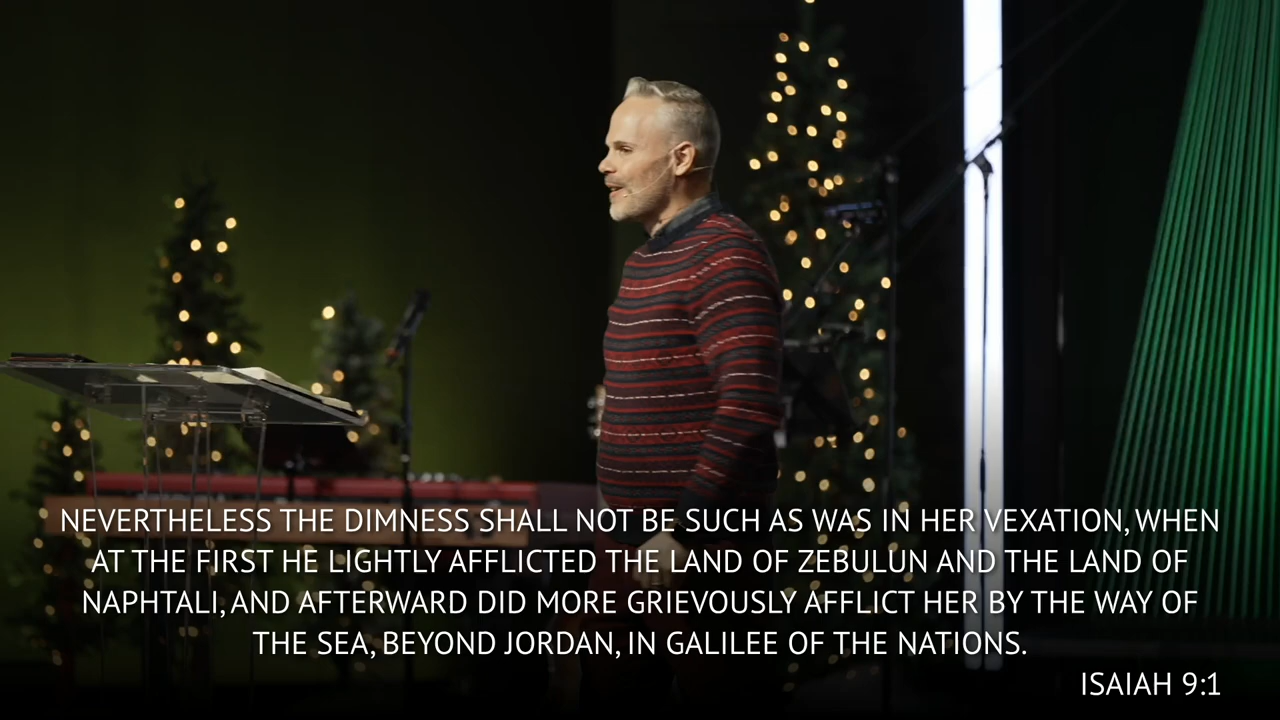 NEVERTHELESS THE DIMNESS SHALL NOT BE SUCH AS WAS IN HER VEXATION, WHEN
AT THE FIRST HE LIGHTLY AFFLICTED THE LAND OF ZEBULUN AND THE LAND OF
NAPHTALI, AND AFTERWARD DID MORE GRIEVOUSLY AFFLICT HER BY THE WAY OF
THE SEA, BEYOND JORDAN, IN GALILEE OF THE NATIONS.
ISAIAH 9:1